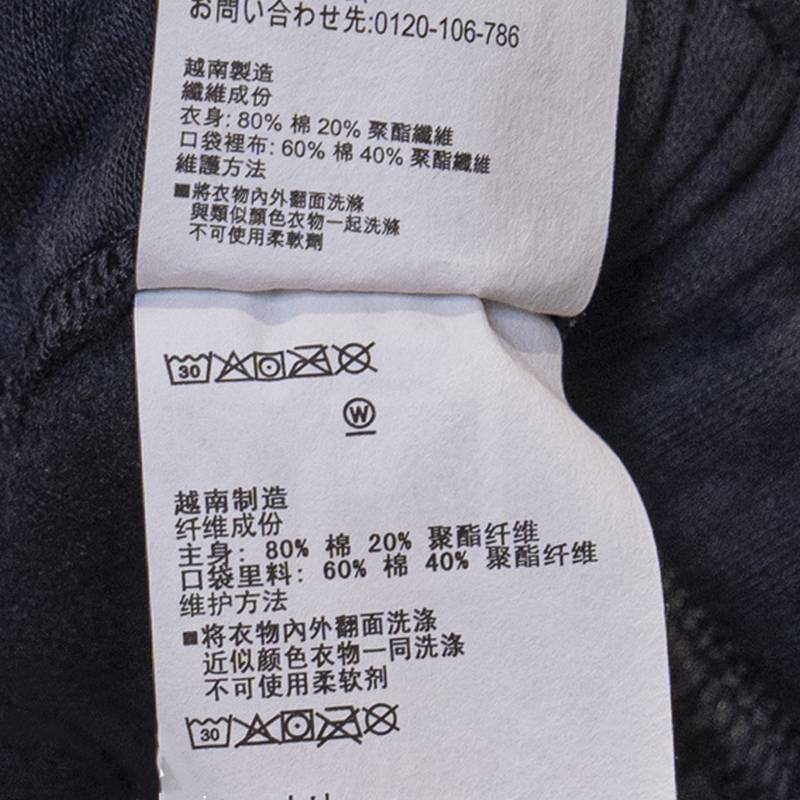 お問い合わせ先:0120-106-786
越南製造
纖維成份
衣身: 80% 棉 20% 聚酯纖維
口袋裡布: 60% 棉 40% 聚酯纖維
維護方法
■將衣物內外翻面洗滌
與類似顏色衣物一起洗滌
不可使用柔軟劑
30
W
越南制造
纤维成份
主身: 80% 棉 20% 聚酯纤维
口袋里料: 60% 棉 40% 聚酯纤维
维护方法
■将衣物內外翻面洗涤
近似颜色衣物一同洗涤
不可使用柔软剂
30